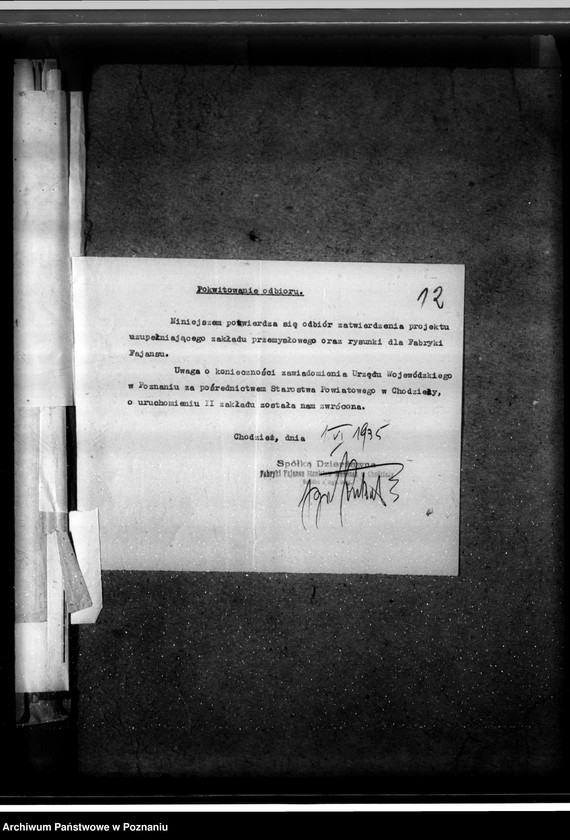 Pokwitowanie odbioru.
12
Niniejszem potwierdza się odbiór zatwierdzenia projektu
uzupełniającego zakładu przemysłowego oraz rysunki dla Fabryki
Fajansu.
Uwaga o konieczności zawiadomienia Urzędu Wojewódzkiego
w Poznaniu za pośrednictwem Starostwa Powiatowego w Chodzieży,
o uruchomieniu II zakładu została nam zwrócona.
Chodzież, dnia 1 VI 1935
Spółka Dzierżawna
Fabryki Fajansu
Archiwum Państwowe w Poznaniu